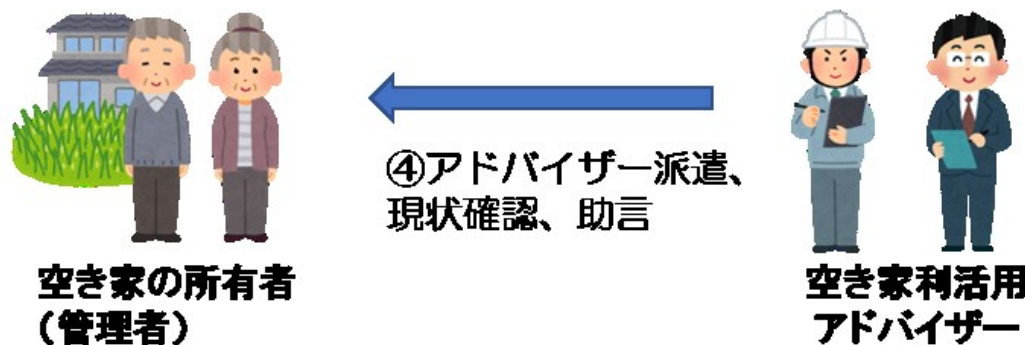 ④アドバイザー派遣、
現状確認、助言
空き家の所有者
（管理者）
空き家利活用
アドバイザー